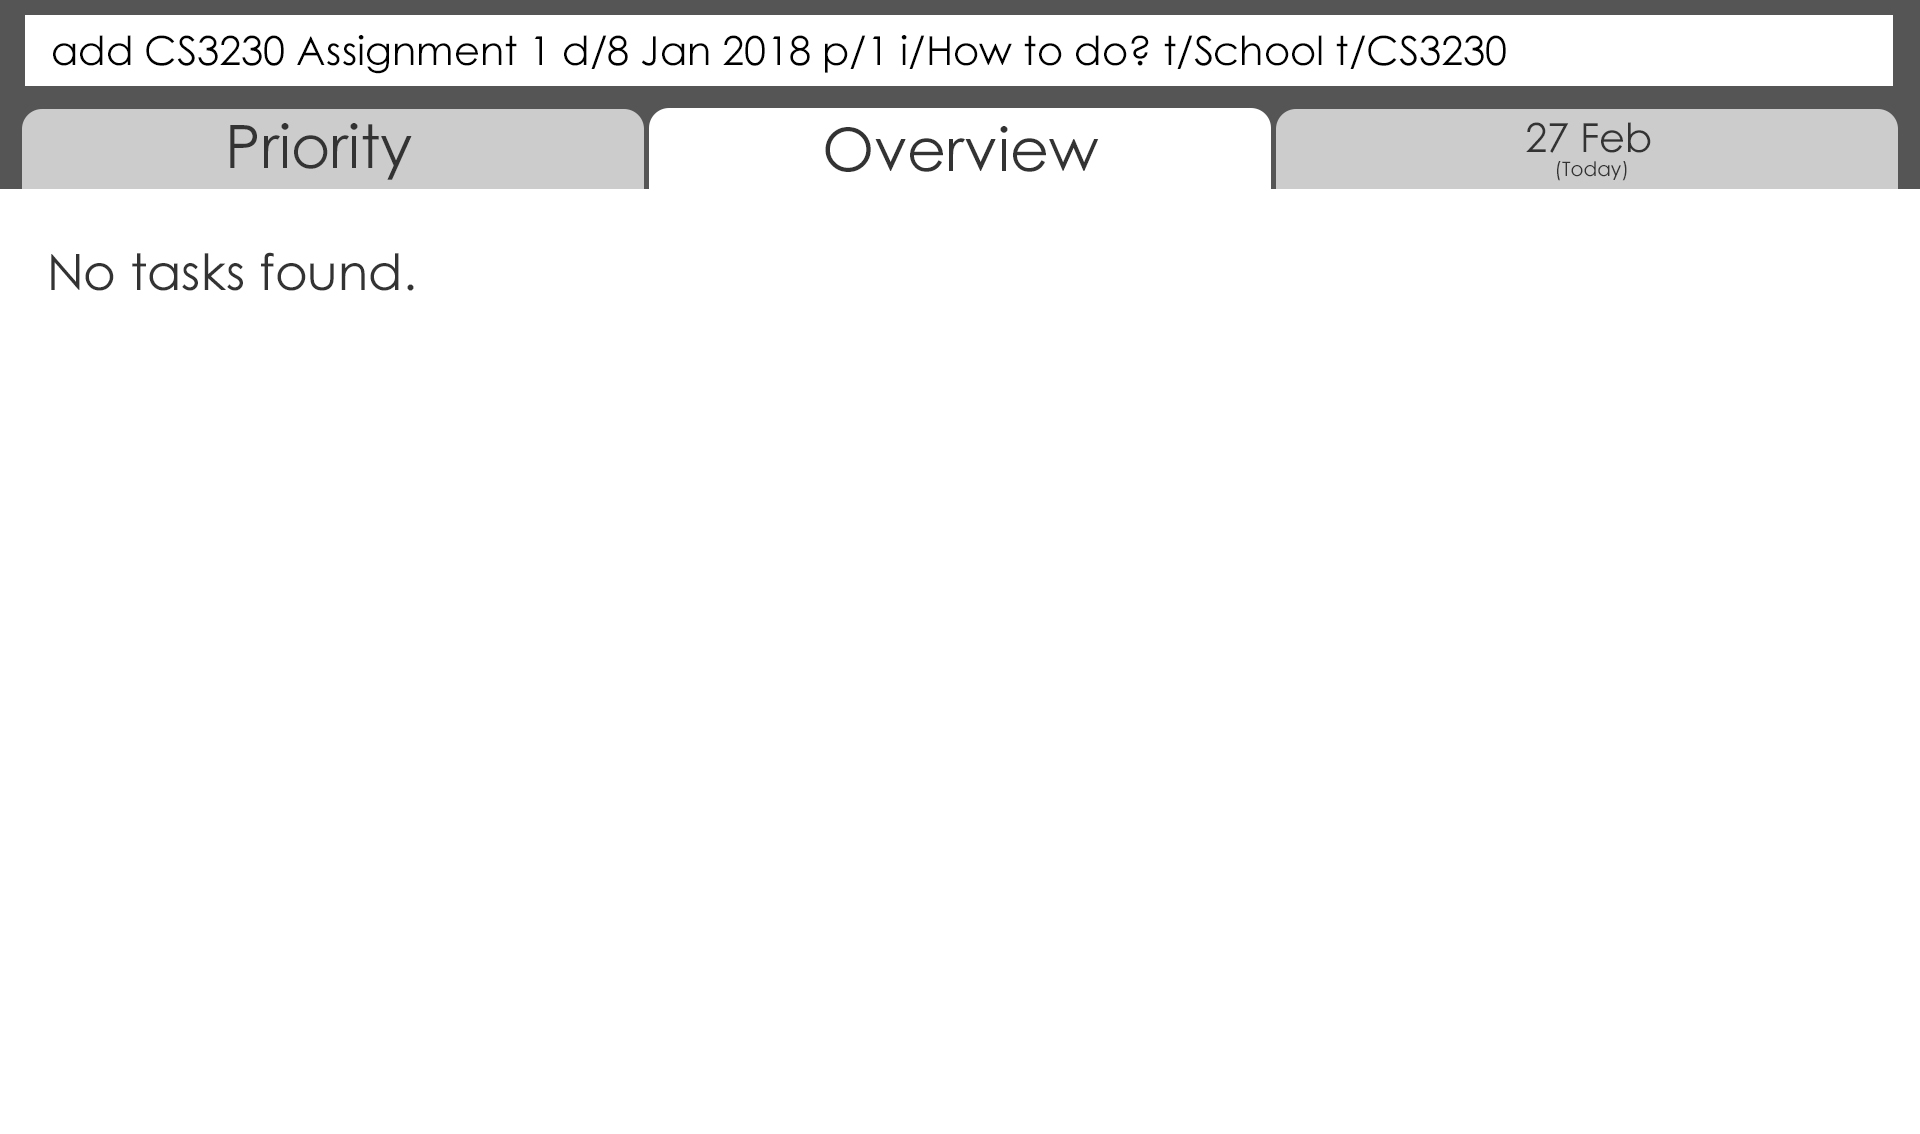 add CS3230 Assignment 1 d/8 Jan 2018 p/1 i/How to do? t/School t/CS3230
Priority
Overview
27 Feb
(Today)
No tasks found.